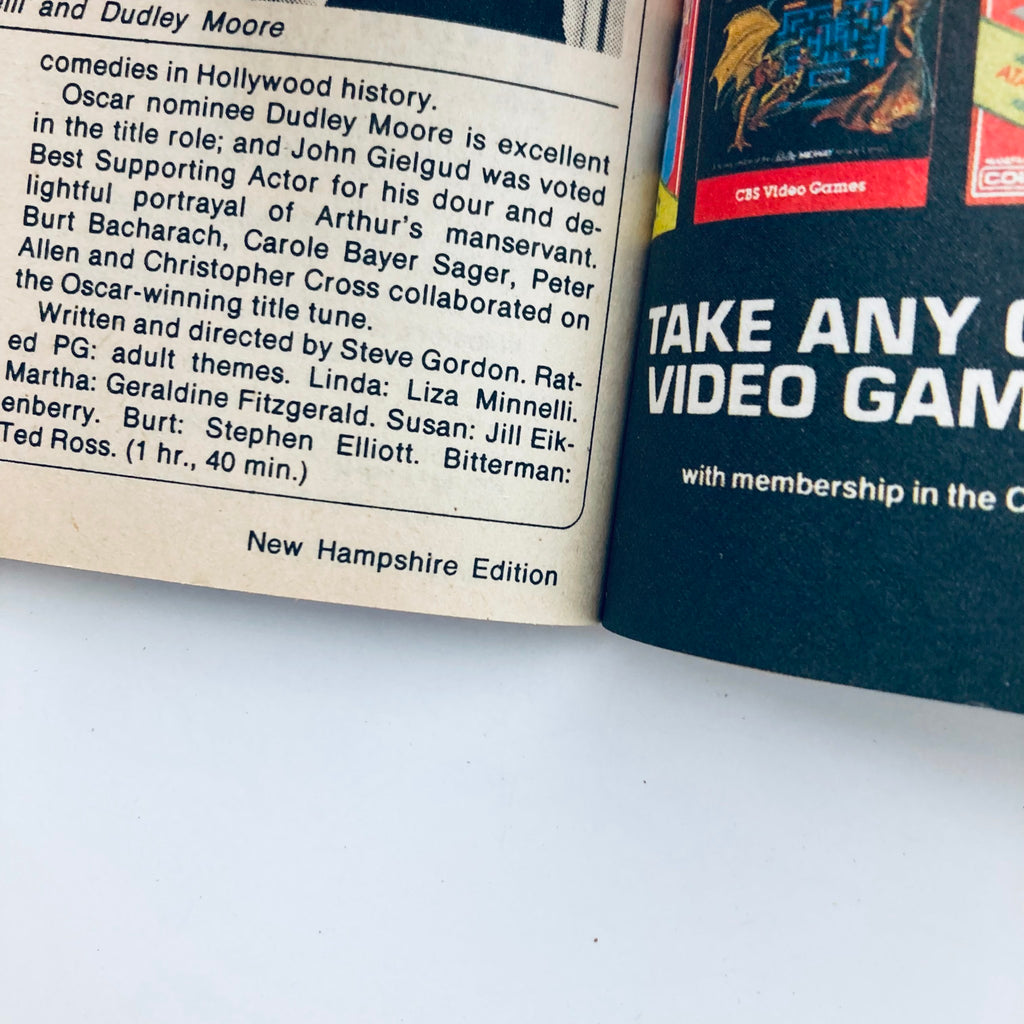 and Dudley Moore
comedies in Hollywood history.
Oscar nominee Dudley Moore is excellent
in the title role; and John Gielgud was voted
Best Supporting Actor for his dour and de-
lightful portrayal of Arthur's manservant.
Burt Bacharach, Carole Bayer Sager, Peter
Allen and Christopher Cross collaborated on
the Oscar-winning title tune.
Written and directed by Steve Gordon. Rat-
ed PG: adult themes. Linda: Liza Minnelli.
Martha: Geraldine Fitzgerald. Susan: Jill Eik-
enberry. Burt: Stephen Elliott. Bitterman:
Ted Ross. (1 hr., 40 min.)
New Hampshire Edition
MIDWAY
CBS Video Games
TAKE ANY
VIDEO GAM
with membership in the C